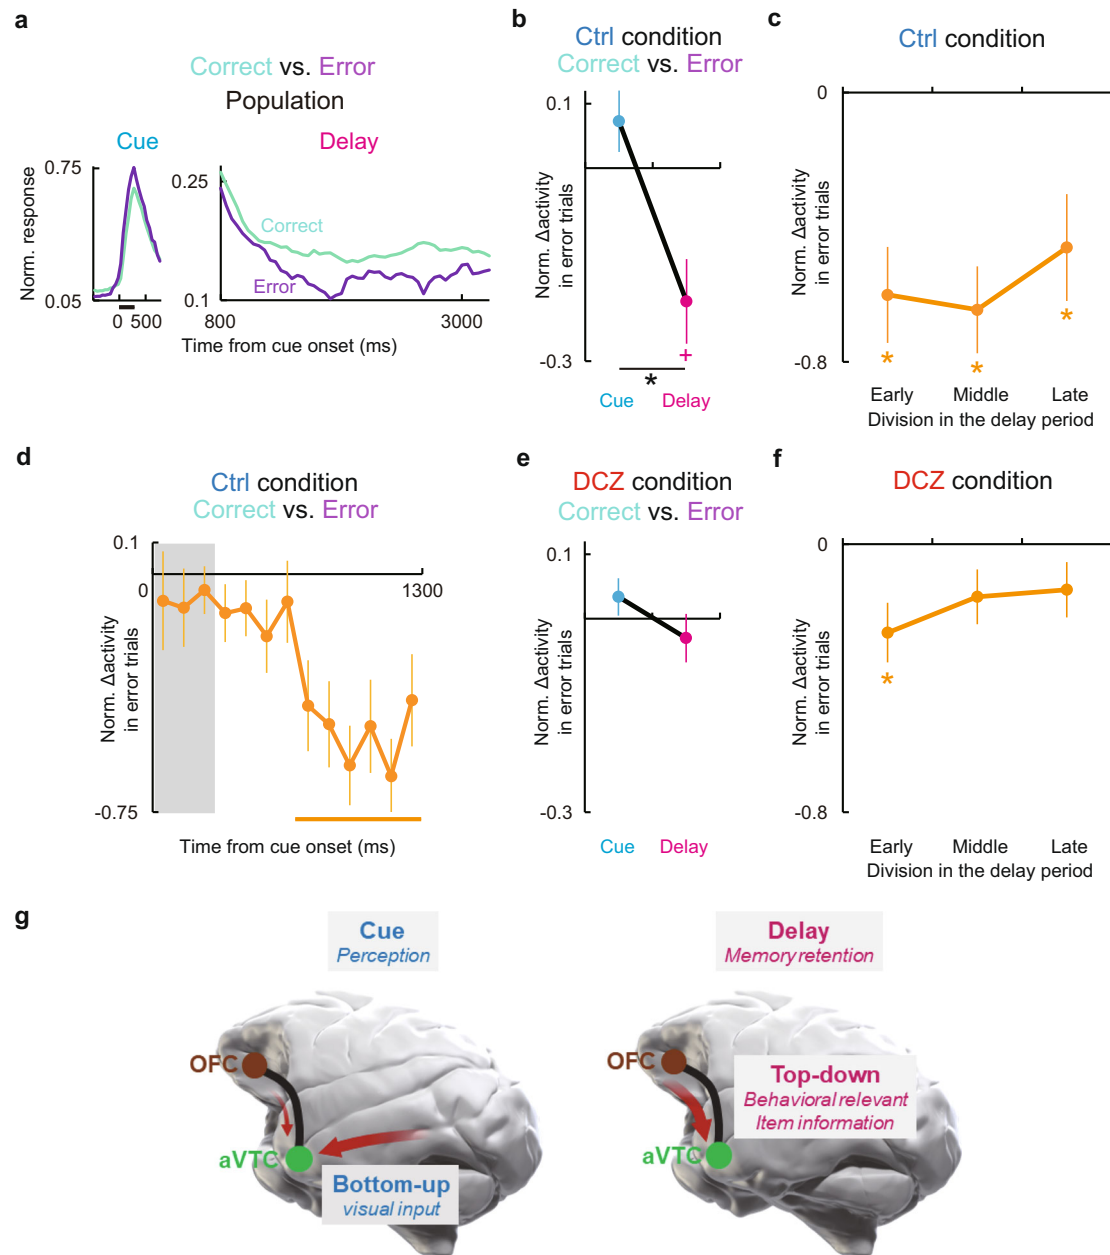 a
Correct vs. Error
Population
Cue
Delay
Norm. response
0.75
0.05
0 500
0.25
0.1
Correct
Error
800
3000
Time from cue onset (ms)
b
Ctrl condition
Correct vs. Error
Norm. Δactivity
in error trials
0.1
-0.3
+
*
Cue
Delay
c
Ctrl condition
Norm. Δactivity
in error trials
0
-0.8
*
*
*
Early
Middle
Late
Division in the delay period
d
Ctrl condition
Correct vs. Error
Norm. Δactivity
in error trials
0.1
0
1300
-0.75
Time from cue onset (ms)
e
DCZ condition
Correct vs. Error
Norm. Δactivity
in error trials
0.1
-0.3
Cue
Delay
f
DCZ condition
Norm. Δactivity
in error trials
0
-0.8
*
Early
Middle
Late
Division in the delay period
g
Cue
Perception
OFC
aVTC
Bottom-up
visual input
Delay
Memory retention
OFC
aVTC
Top-down
Behavioral relevant
Item information